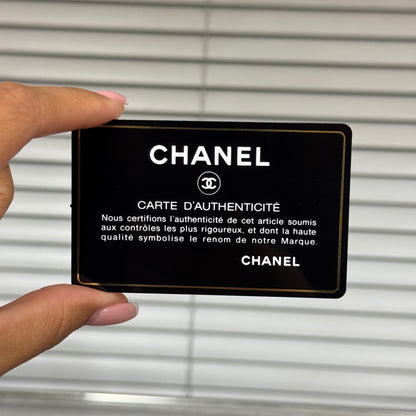 CHANEL
CARTE D'AUTHENTICITÉ
Nous certifions l'authenticité de cet article soumis
aux contrôles les plus rigoureux, et dont la haute
qualité symbolise le renom de notre Marque.
CHANEL